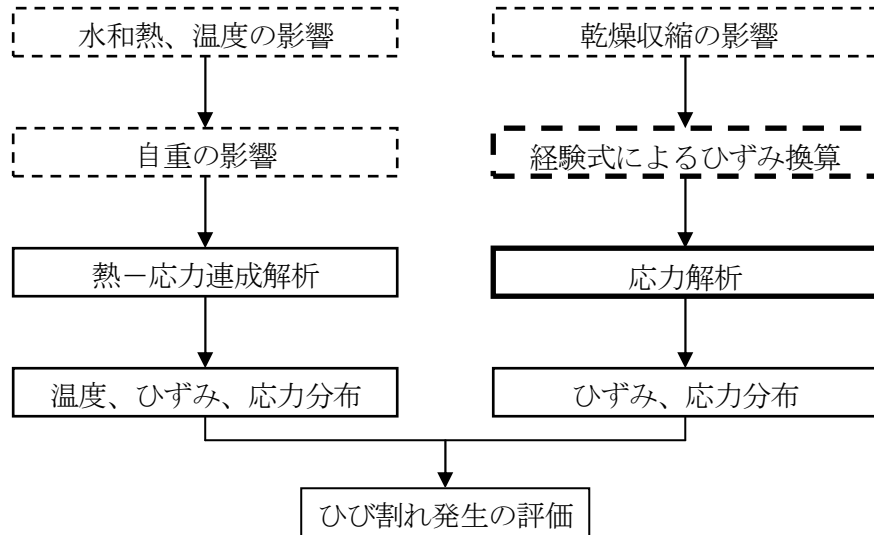 水和熱、温度の影響
乾燥収縮の影響
自重の影響
経験式によるひずみ換算
熱－応力連成解析
応力解析
温度、ひずみ、応力分布
ひずみ、応力分布
ひび割れ発生の評価